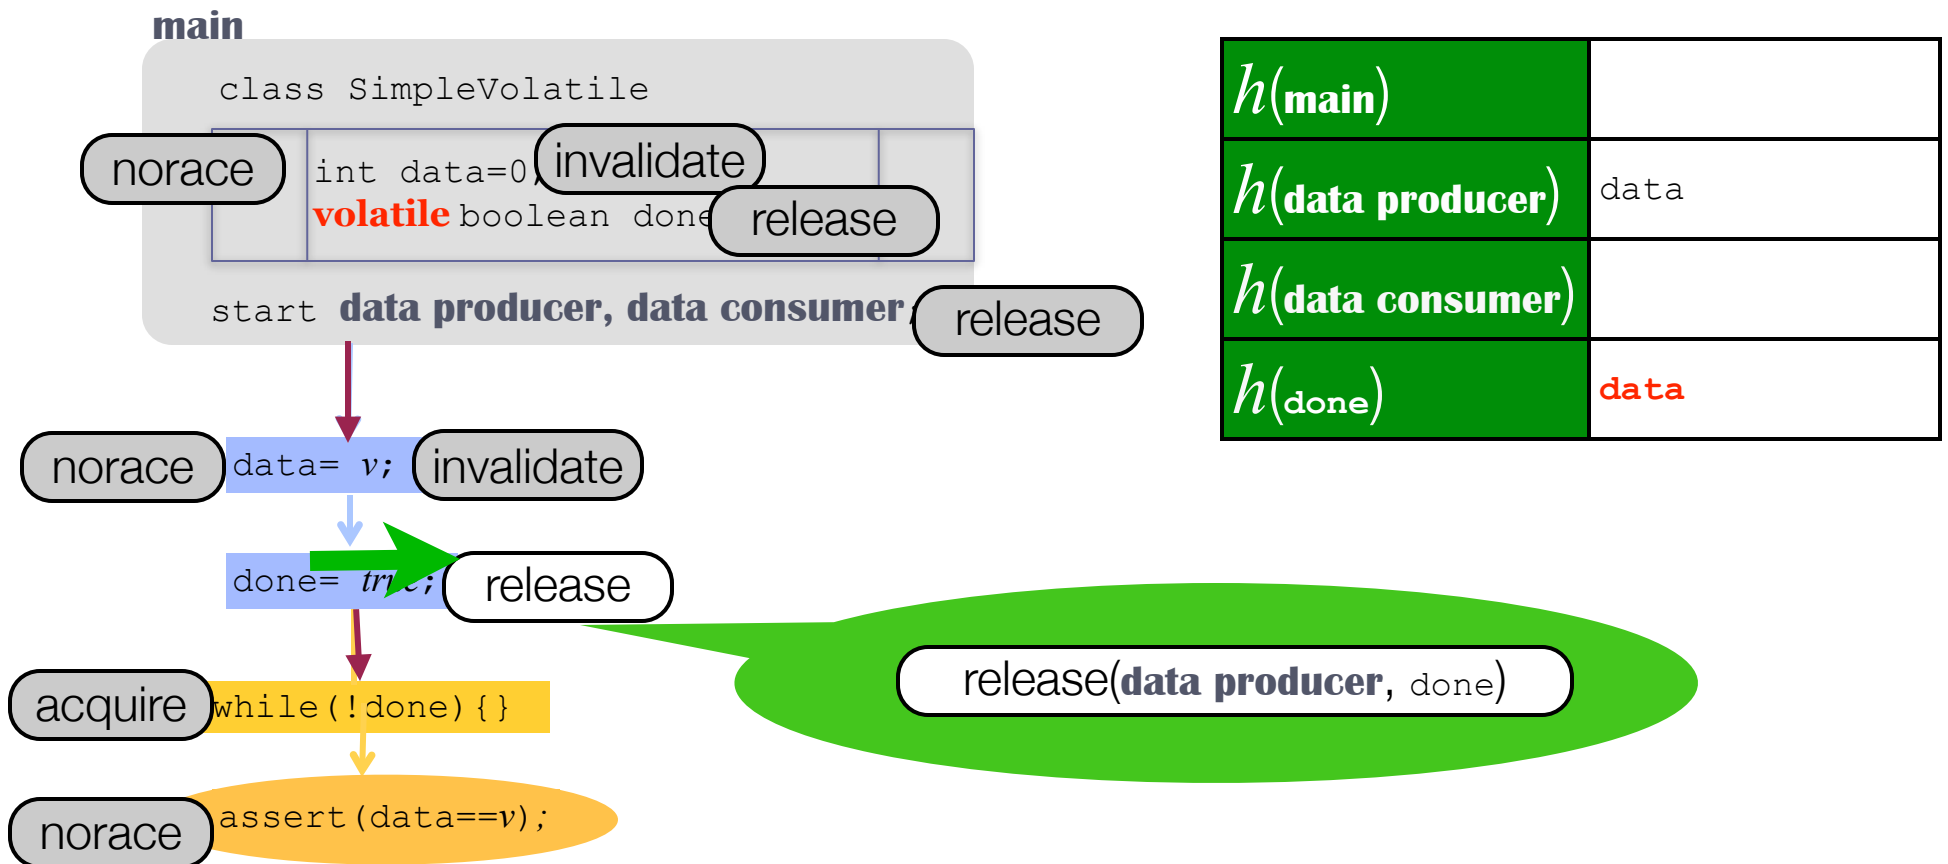 main
class SimpleVolatile
norace
int data=0;
invalidate
volatile boolean done
release
start data producer, data consumer;
release
norace
data= v;
invalidate
done= true;
release
acquire
while(!done){}
norace
assert(data==v);
h(main)
h(data producer)
data
h(data consumer)
h(done)
data
release(data producer, done)